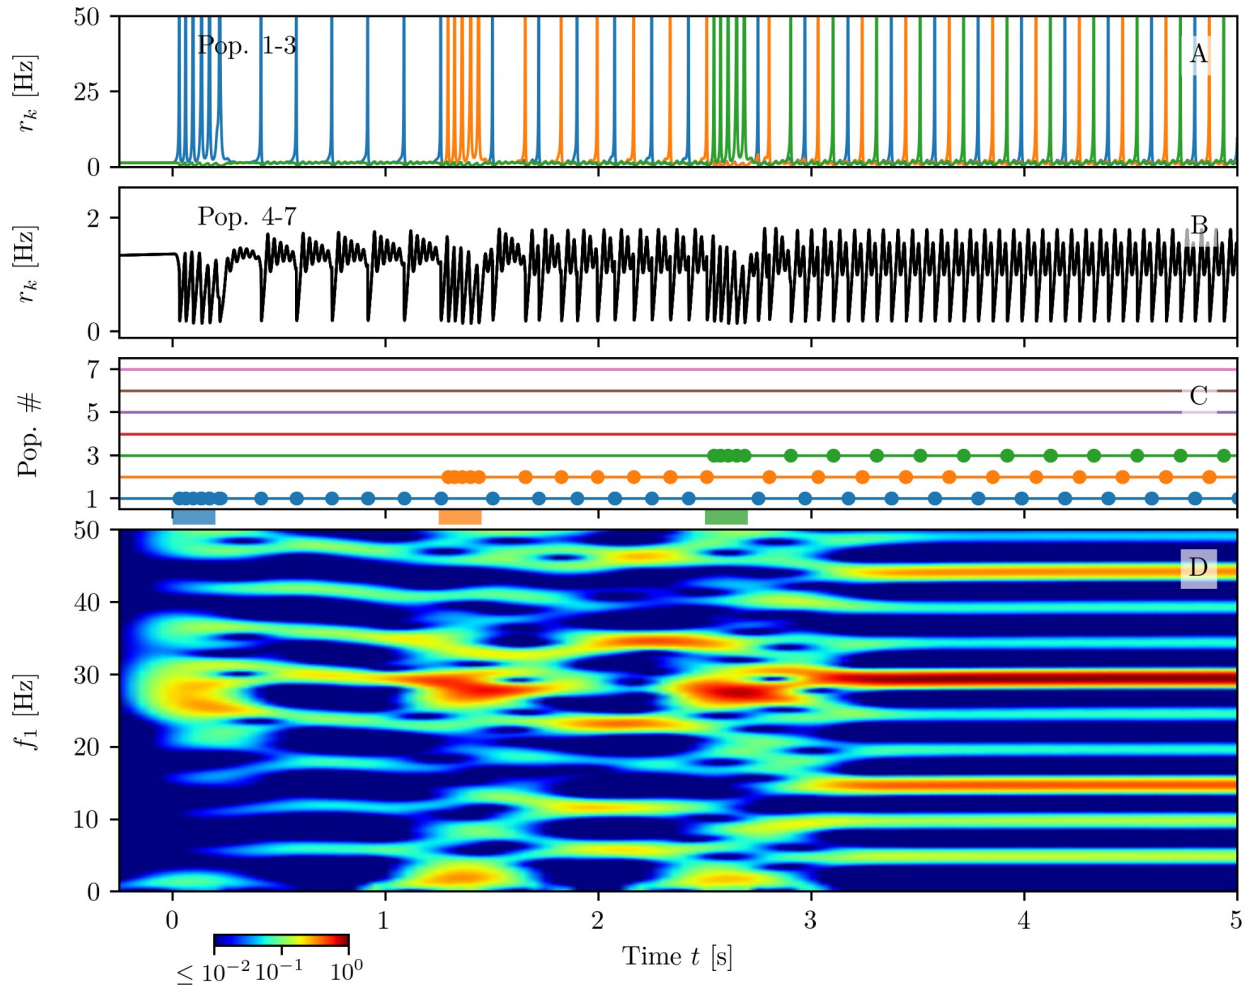 50
25
0
r_k [Hz]
Pop. 1-3
A
2
0
r_k [Hz]
Pop. 4-7
B
7
5
3
1
Pop. #
C
50
40
30
20
10
0
f_1 [Hz]
D
0 1 2 3 4 5
Time t [s]
≤ 10^{-2} 10^{-1} 10^0